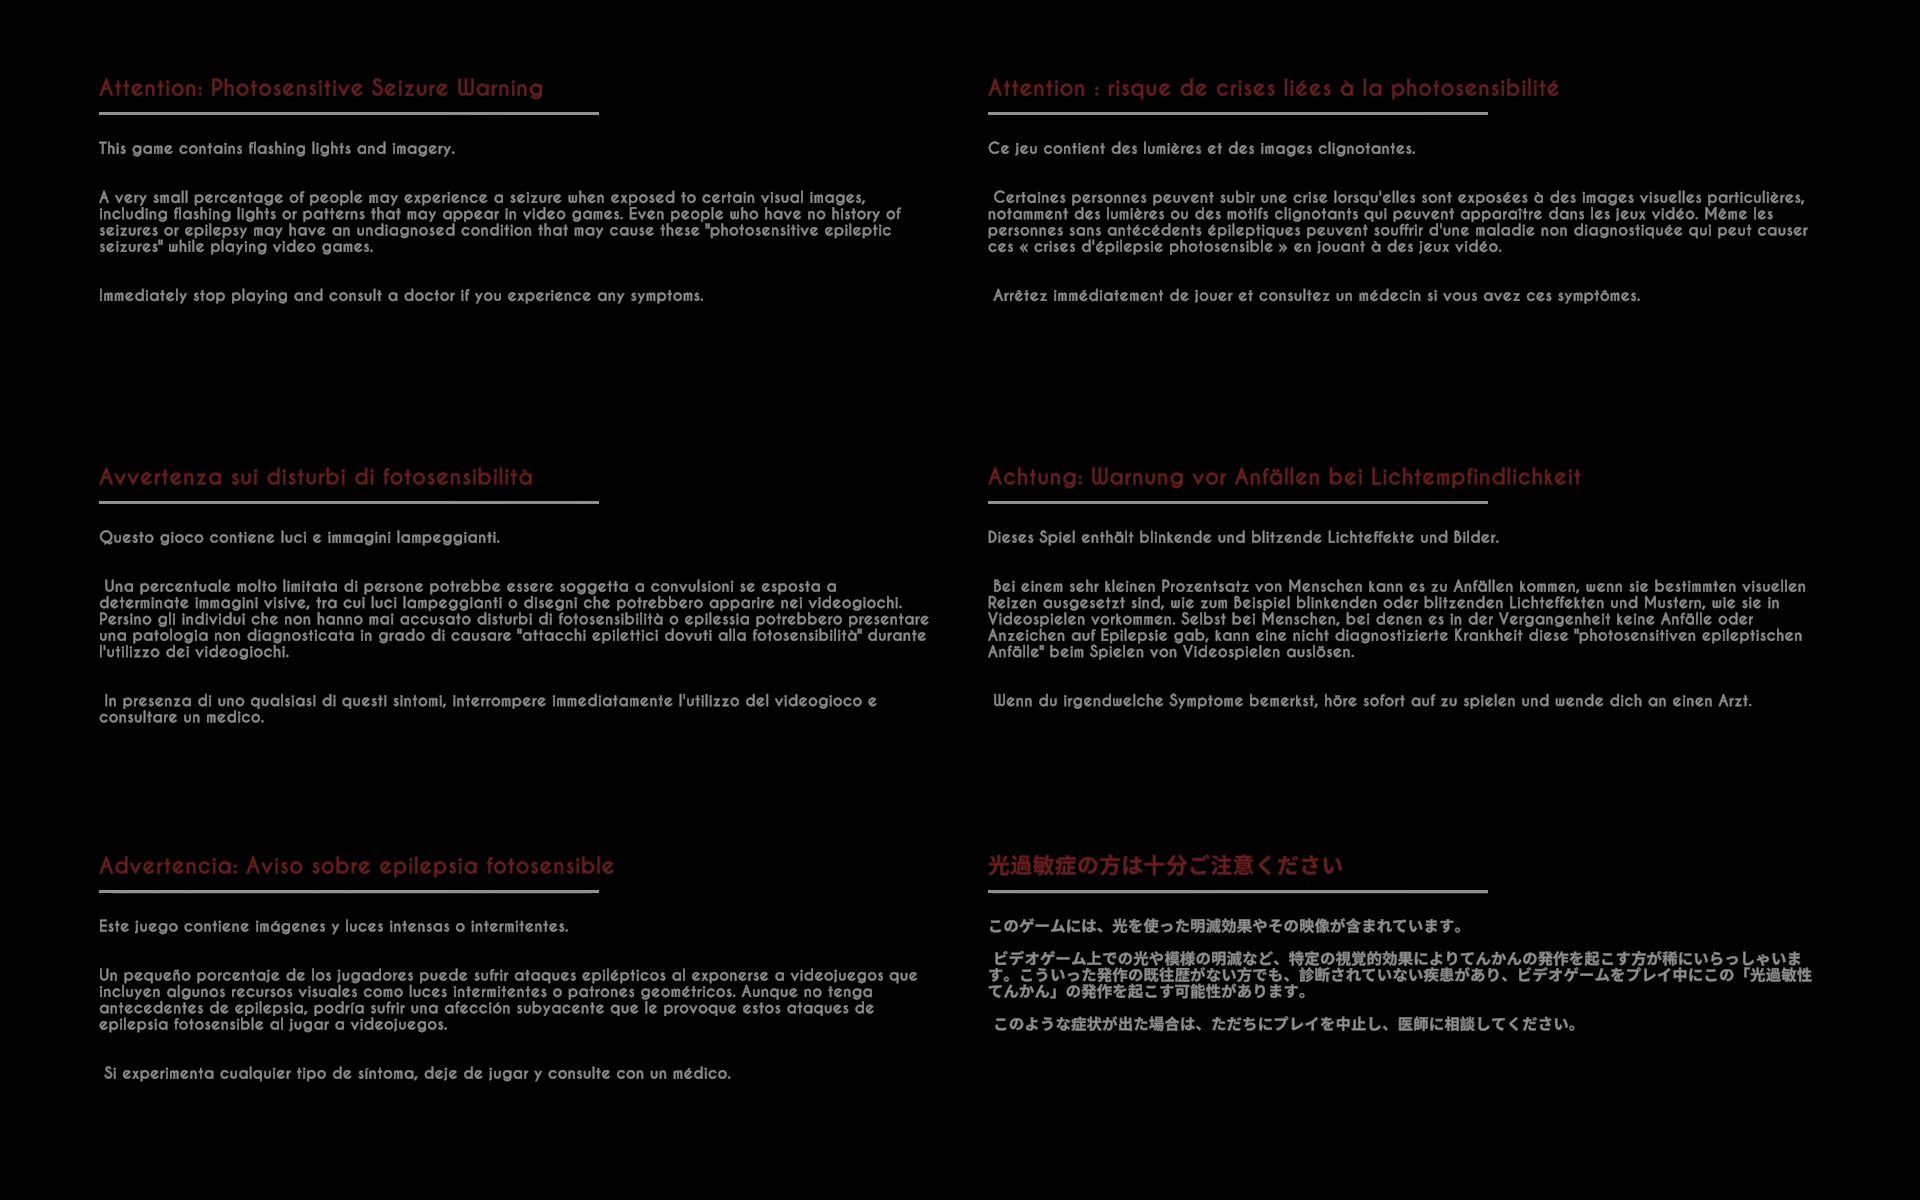 Attention: Photosensitive Seizure Warning
This game contains flashing lights and imagery.
A very small percentage of people may experience a seizure when exposed to certain visual images,
including flashing lights or patterns that may appear in video games. Even people who have no history of
seizures or epilepsy may have an undiagnosed condition that may cause these "photosensitive epileptic
seizures" while playing video games.
Immediately stop playing and consult a doctor if you experience any symptoms.
Attention : risque de crises liées à la photosensibilité
Ce jeu contient des lumières et des images clignotantes.
Certaines personnes peuvent subir une crise lorsqu'elles sont exposées à des images visuelles particulières,
notamment des lumières ou des motifs clignotants qui peuvent apparaître dans les jeux vidéo. Même les
personnes sans antécédents épileptiques peuvent souffrir d'une maladie non diagnostiquée qui peut causer
ces « crises d'épilepsie photosensible » en jouant à des jeux vidéo.
Arrêtez immédiatement de jouer et consultez un médecin si vous avez ces symptômes.
Avvertenza sui disturbi di fotosensibilità
Questo gioco contiene luci e immagini lampeggianti.
Una percentuale molto limitata di persone potrebbe essere soggetta a convulsioni se esposta a
determinate immagini visive, tra cui luci lampeggianti o disegni che potrebbero apparire nei videogiochi.
Persino gli individui che non hanno mai accusato disturbi di fotosensibilità o epilessia potrebbero presentare
una patologia non diagnosticata in grado di causare "attacchi epilettici dovuti alla fotosensibilità" durante
l'utilizzo dei videogiochi.
In presenza di uno qualsiasi di questi sintomi, interrompere immediatamente l'utilizzo del videogioco e
consultare un medico.
Achtung: Warnung vor Anfällen bei Lichtempfindlichkeit
Dieses Spiel enthält blinkende und blitzende Lichteffekte und Bilder.
Bei einem sehr kleinen Prozentsatz von Menschen kann es zu Anfällen kommen, wenn sie bestimmten visuellen
Reizen ausgesetzt sind, wie zum Beispiel blinkenden oder blitzenden Lichteffekten und Mustern, wie sie in
Videospielen vorkommen. Selbst bei Menschen, bei denen es in der Vergangenheit keine Anfälle oder
Anzeichen auf Epilepsie gab, kann eine nicht diagnostizierte Krankheit diese "photosensitiven epileptischen
Anfälle" beim Spielen von Videospielen auslösen.
Wenn du irgendwelche Symptome bemerkst, höre sofort auf zu spielen und wende dich an einen Arzt.
Advertencia: Aviso sobre epilepsia fotosensible
Este juego contiene imágenes y luces intensas o intermitentes.
Un pequeño porcentaje de los jugadores puede sufrir ataques epilépticos al exponerse a videojuegos que
incluyen algunos recursos visuales como luces intermitentes o patrones geométricos. Aunque no tenga
antecedentes de epilepsia, podría sufrir una afección subyacente que le provoque estos ataques de
epilepsia fotosensible al jugar a videojuegos.
Si experimenta cualquier tipo de síntoma, deje de jugar y consulte con un médico.
光過敏症の方は十分ご注意ください
このゲームには、光を使った明滅効果やその映像が含まれています。
ビデオゲーム上での光や模様の明滅など、特定の視覚的効果によりてんかんの発作を起こす方が稀にいらっしゃいま
す。こういった発作の既往歴がない方でも、診断されていない疾患があり、ビデオゲームをプレイ中にこの「光過敏性
てんかん」の発作を起こす可能性があります。
このような症状が出た場合は、ただちにプレイを中止し、医師に相談してください。